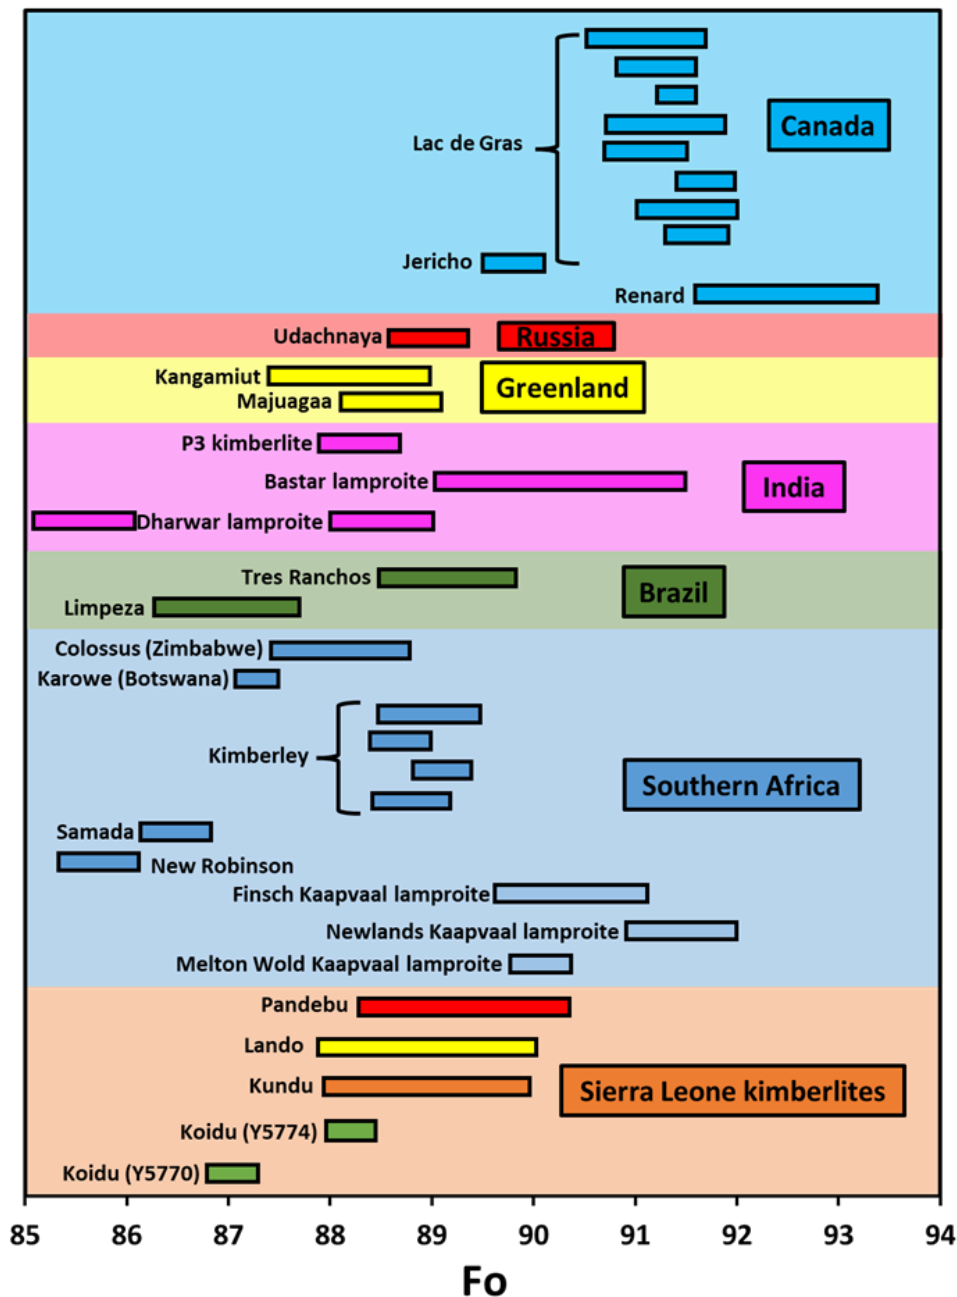 Lac de Gras
Canada
Jericho
Renard
Udachnaya
Russia
Kangamiut
Greenland
Majuagaa
P3 kimberlite
Bastar lamproite
India
Dharwar lamproite
Tres Ranchos
Brazil
Limpeza
Colossus (Zimbabwe)
Karowe (Botswana)
Kimberley
Southern Africa
Samada
New Robinson
Finsch Kaapvaal lamproite
Newlands Kaapvaal lamproite
Melton Wold Kaapvaal lamproite
Pandebu
Lando
Kundu
Sierra Leone kimberlites
Koidu (Y5774)
Koidu (Y5770)
85 86 87 88 89 90 91 92 93 94
Fo